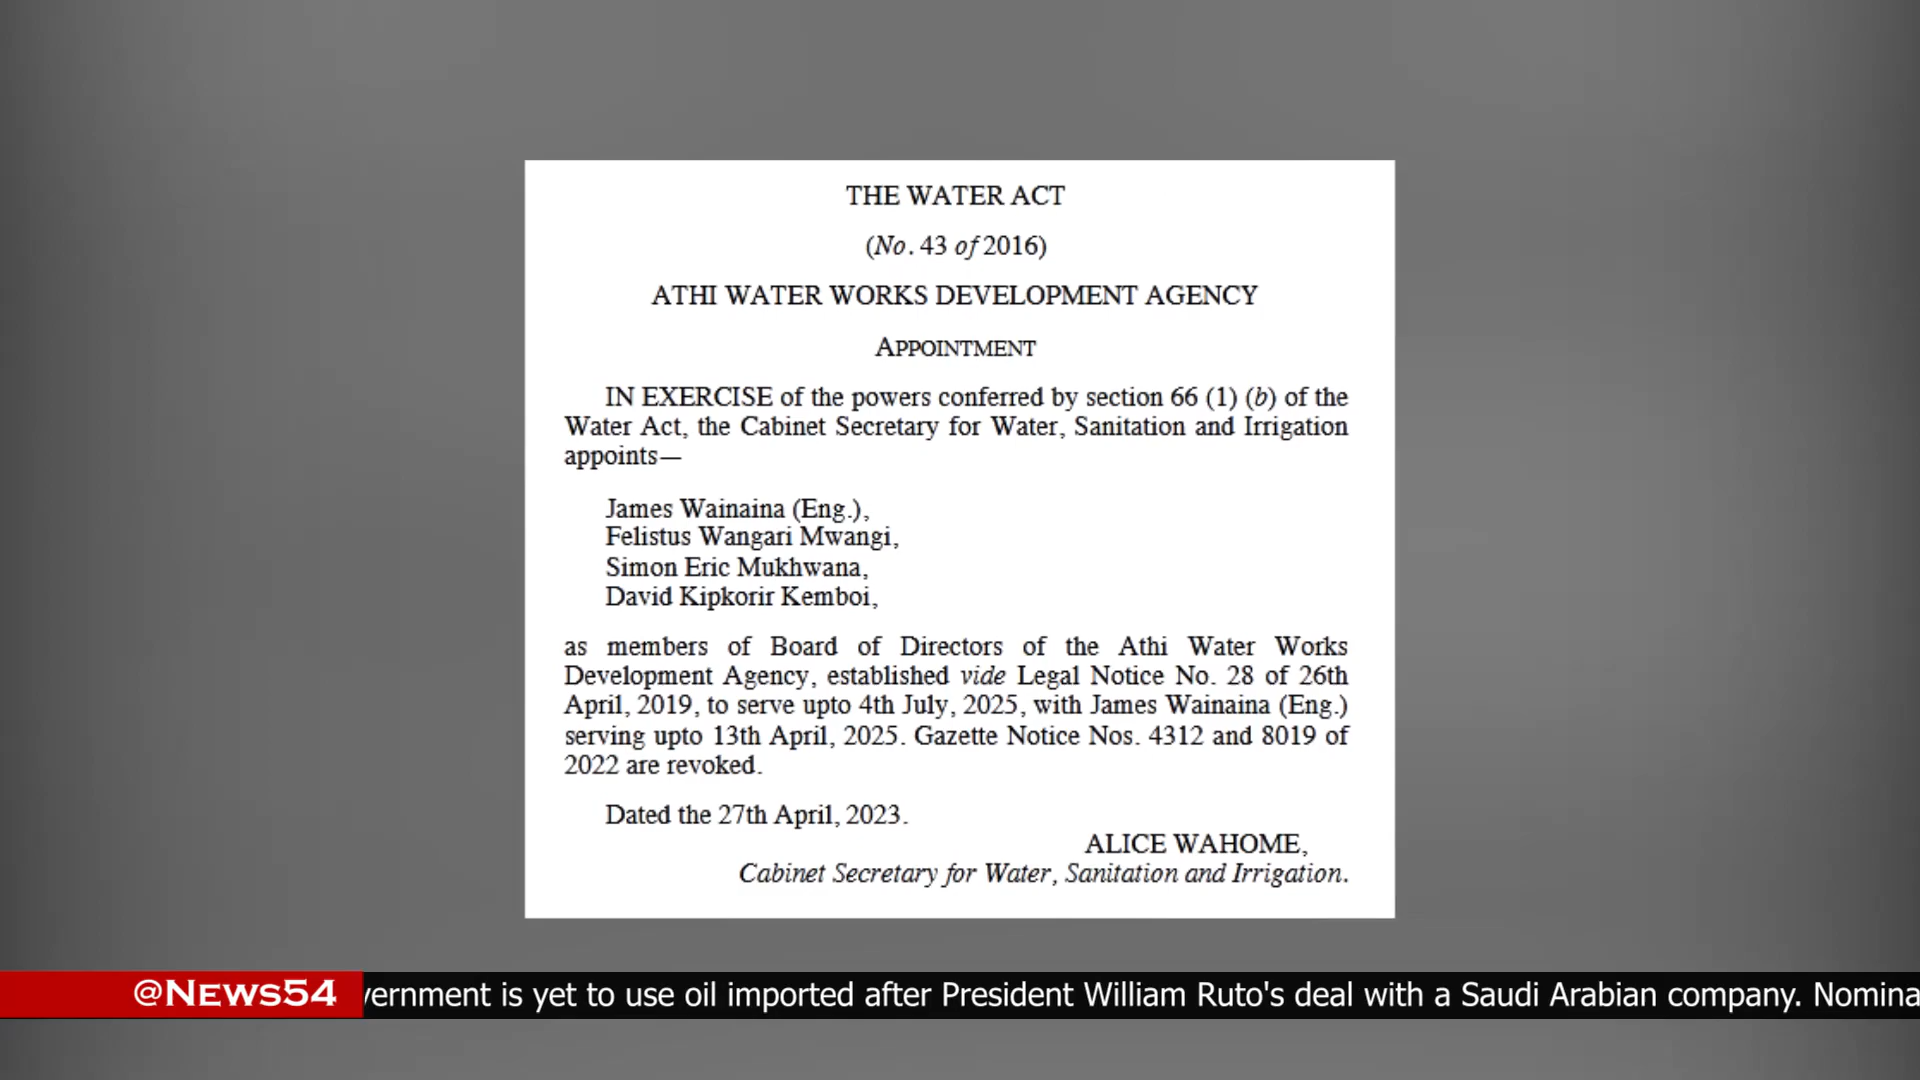 THE WATER ACT
(No. 43 of 2016)
ATHI WATER WORKS DEVELOPMENT AGENCY
APPOINTMENT
IN EXERCISE of the powers conferred by section 66 (1) (b) of the
Water Act, the Cabinet Secretary for Water, Sanitation and Irrigation
appoints—
James Wainaina (Eng.),
Felistus Wangari Mwangi,
Simon Eric Mukhwana,
David Kipkorir Kemboi,
as members of Board of Directors of the Athi Water Works
Development Agency, established vide Legal Notice No. 28 of 26th
April, 2019, to serve upto 4th July, 2025, with James Wainaina (Eng.)
serving upto 13th April, 2025. Gazette Notice Nos. 4312 and 8019 of
2022 are revoked.
Dated the 27th April, 2023.
ALICE WAHOME,
Cabinet Secretary for Water, Sanitation and Irrigation.
@NEWS54 vernment is yet to use oil imported after President William Ruto's deal with a Saudi Arabian company. Nomina